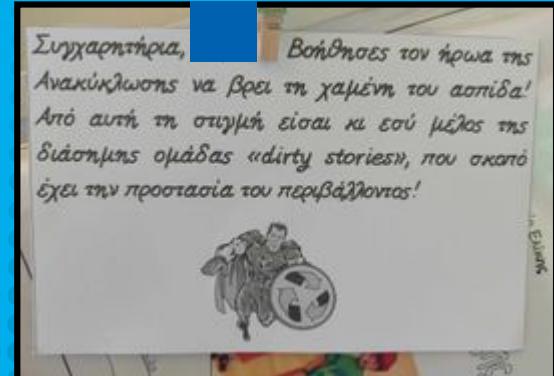 Συγχαρητήρια, Βοήθησες τον ήρωα της
Ανακύκλωσης να βρει τη χαμένη του ασπίδα!
Από αυτή τη στιγμή είσαι κι εσύ μέλος της
διάσημης ομάδας «dirty stories», που σκοπό
έχει την προστασία του περιβάλλοντος!